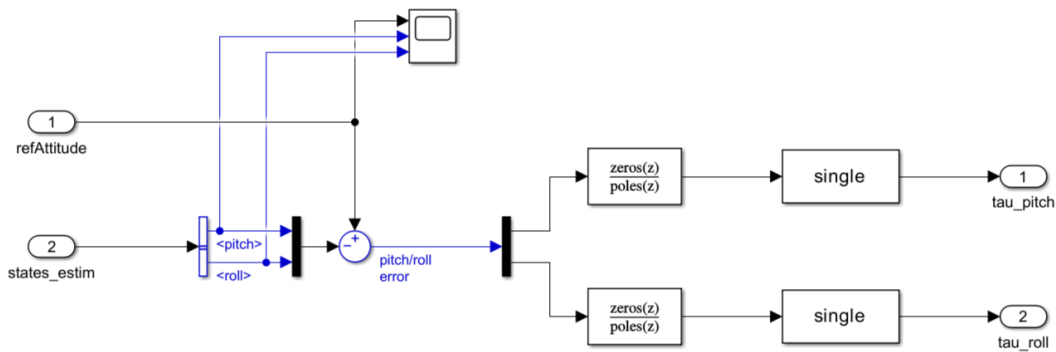 1
refAttitude
2
states_estim
<pitch>
<roll>
− +
pitch/roll
error
zeros(z)
poles(z)
single
1
tau_pitch
zeros(z)
poles(z)
single
2
tau_roll